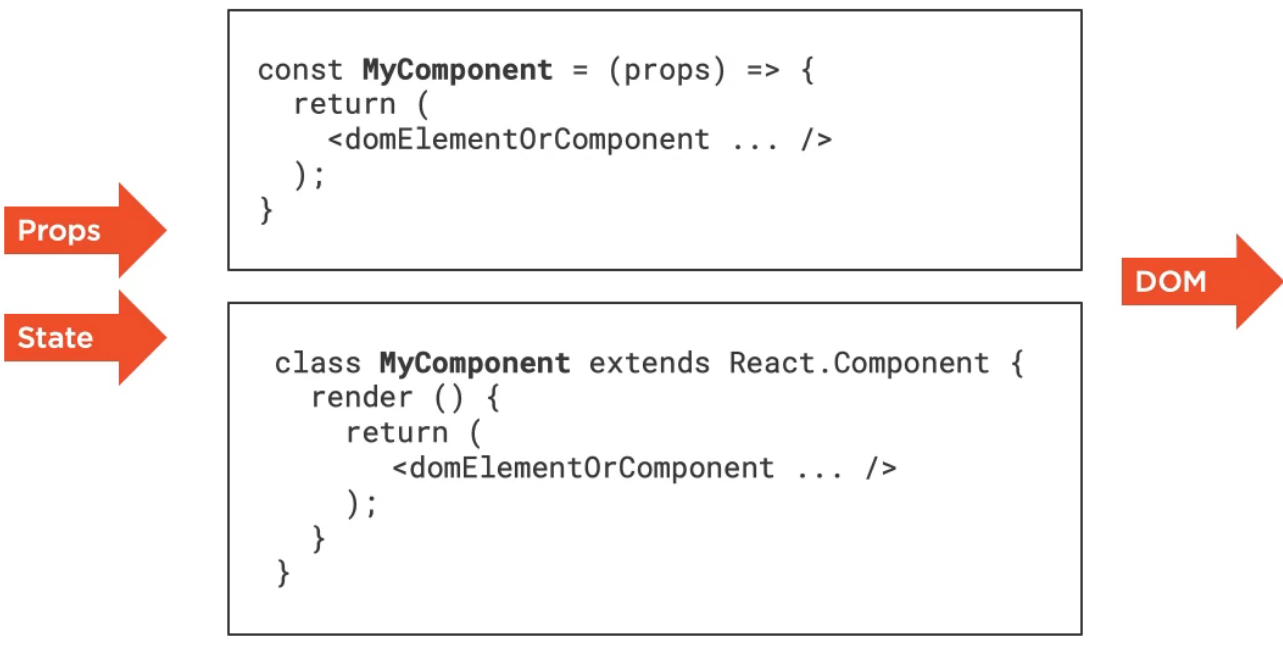 const MyComponent = (props) => {
return (
<domElementOrComponent ... />
);
}
Props
State
class MyComponent extends React.Component {
render () {
return (
<domElementOrComponent ... />
);
}
}
DOM